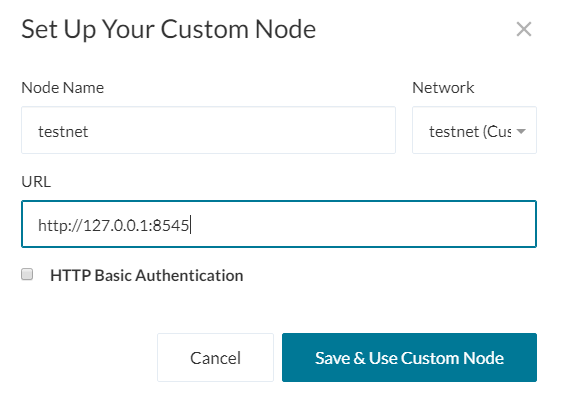 Set Up Your Custom Node
Node Name
Network
testnet
testnet (Cus
URL
http://127.0.0.1:8545
HTTP Basic Authentication
Cancel
Save & Use Custom Node